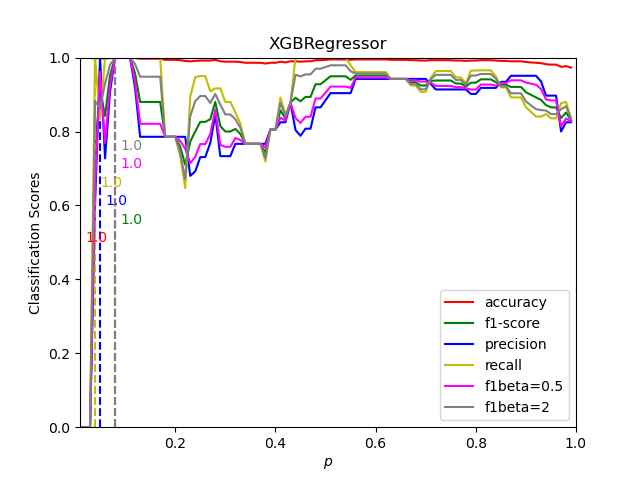 XGBRegressor
Classification Scores
1.0
0.8
0.6
0.4
0.2
0.0
1.0
1.0
1.0
1.0
1.0
1.0
accuracy
f1-score
precision
recall
f1beta=0.5
f1beta=2
0.2 0.4 0.6 0.8 1.0
p